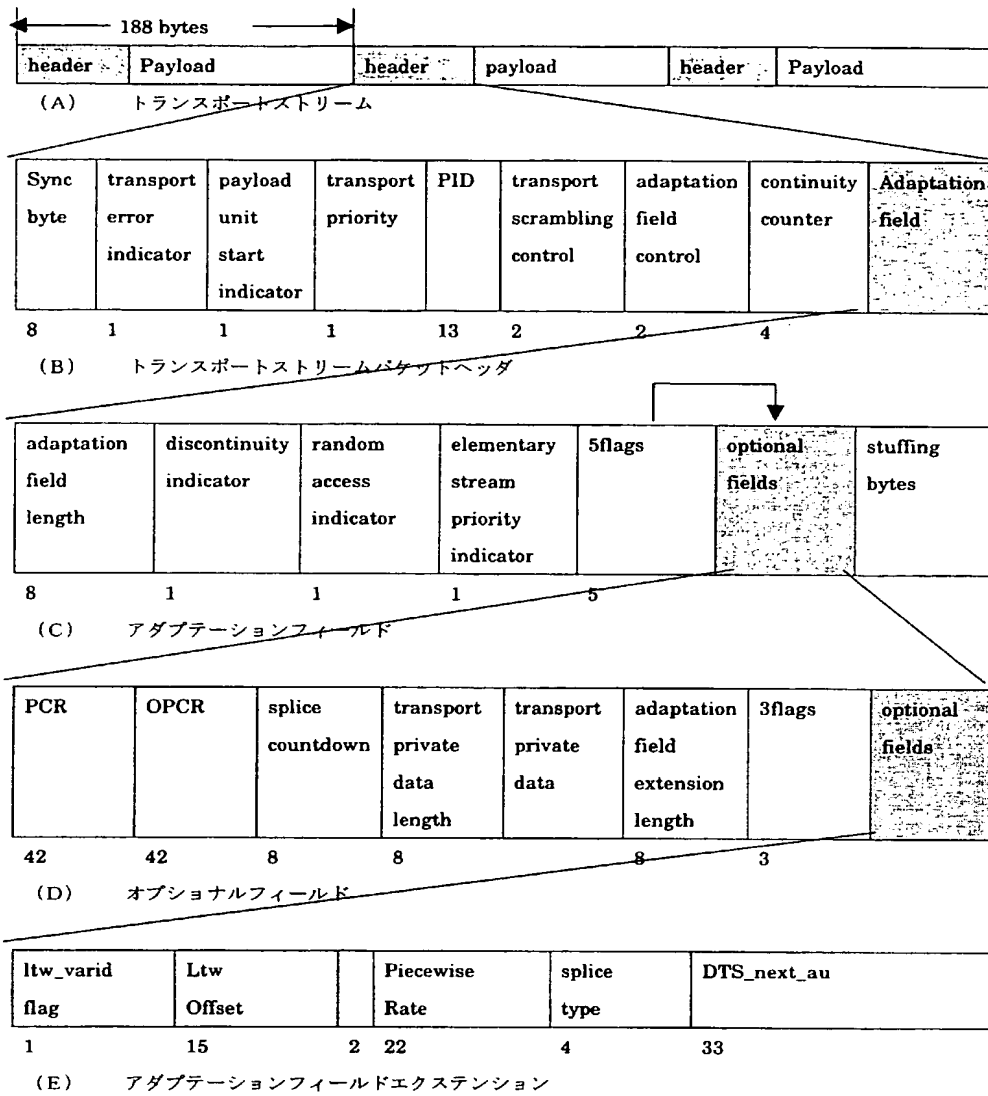 188 bytes
header Payload header payload header Payload
(A) トランスポートストリーム
Sync transport payload transport PID transport adaptation continuity Adaptation
byte error unit priority scrambling field counter field
indicator start control control
indicator
8 1 1 1 13 2 2 4
(B) トランスポートストリームパケットヘッダ
adaptation discontinuity random elementary 5flags optional stuffing
field indicator access stream fields bytes
length indicator priority
indicator
8 1 1 1 5
(C) アダプテーションフィールド
PCR OPCR splice transport transport adaptation 3flags optional
countdown private private field fields
data data extension
length length
42 42 8 8 8 3
(D) オプショナルフィールド
ltw_varid Ltw Piecewise splice DTS_next_au
flag Offset Rate type
1 15 2 22 4 33
(E) アダプテーションフィールドエクステンション